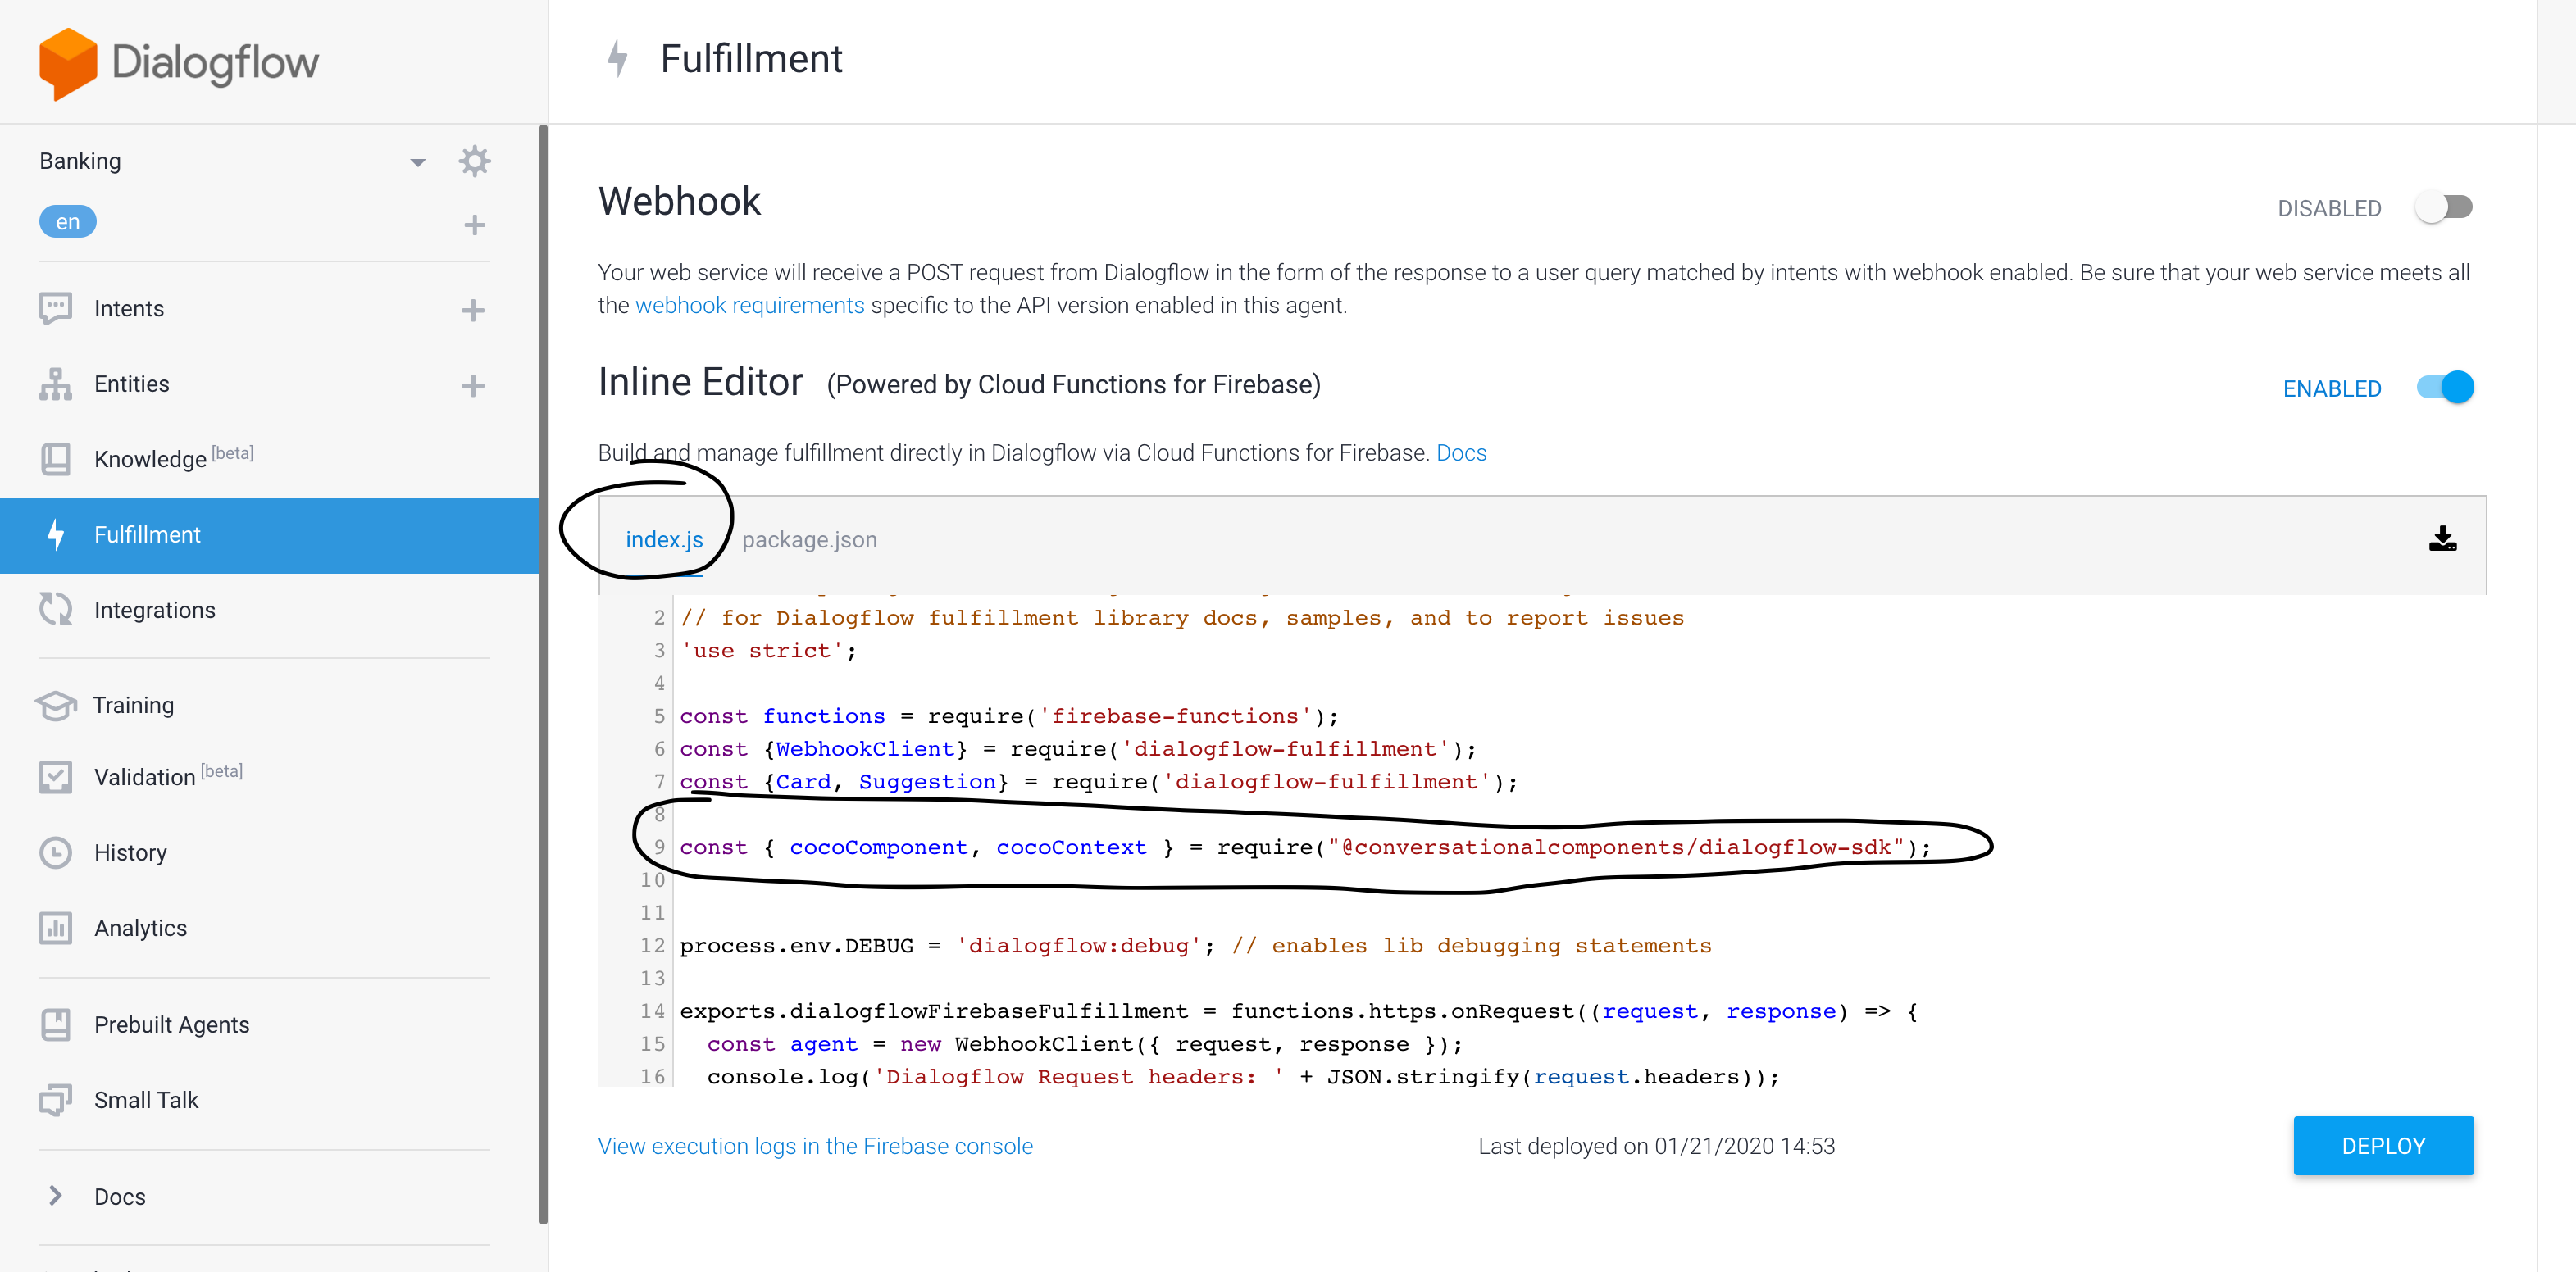 Dialogflow
Banking
en
Intents
Entities
Knowledge [beta]
Fulfillment
Integrations
Training
Validation [beta]
History
Analytics
Prebuilt Agents
Small Talk
Docs
Fulfillment
Webhook
DISABLED
Your web service will receive a POST request from Dialogflow in the form of the response to a user query matched by intents with webhook enabled. Be sure that your web service meets all
the webhook requirements specific to the API version enabled in this agent.
Inline Editor (Powered by Cloud Functions for Firebase)
ENABLED
Build and manage fulfillment directly in Dialogflow via Cloud Functions for Firebase. Docs
index.js package.json
2 // for Dialogflow fulfillment library docs, samples, and to report issues
3 'use strict';
4
5 const functions = require('firebase-functions');
6 const {WebhookClient} = require('dialogflow-fulfillment');
7 const {Card, Suggestion} = require('dialogflow-fulfillment');
8
9 const { cocoComponent, cocoContext } = require("@conversationalcomponents/dialogflow-sdk");
10
11
12 process.env.DEBUG = 'dialogflow:debug'; // enables lib debugging statements
13
14 exports.dialogflowFirebaseFulfillment = functions.https.onRequest((request, response) => {
15 const agent = new WebhookClient({ request, response });
16 console.log('Dialogflow Request headers: ' + JSON.stringify(request.headers));
View execution logs in the Firebase console
Last deployed on 01/21/2020 14:53
DEPLOY